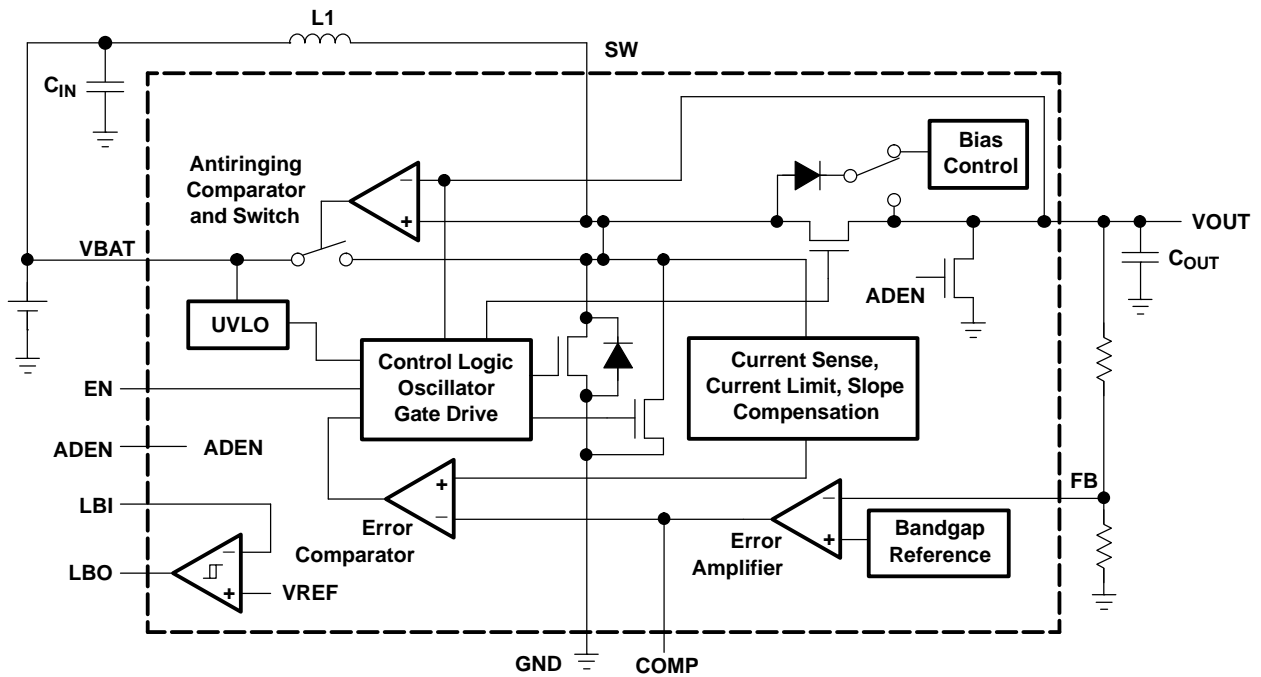 L1
SW
CIN
Antiringing
Comparator
and Switch
−
+
Bias
Control
VBAT
VOUT
COUT
ADEN
UVLO
Control Logic
Oscillator
Gate Drive
Current Sense,
Current Limit, Slope
Compensation
EN
ADEN
ADEN
LBI
LBO
−
+
VREF
+
−
Error
Comparator
−
+
Error
Amplifier
Bandgap
Reference
FB
GND
COMP